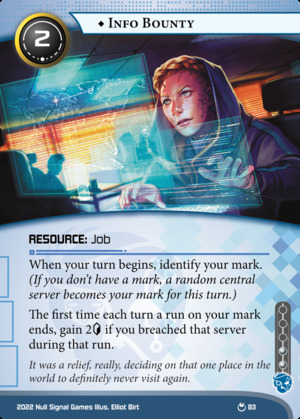 2
◆ Info Bounty
RESOURCE: Job
When your turn begins, identify your mark.
(If you don't have a mark, a random central
server becomes your mark for this turn.)
The first time each turn a run on your mark
ends, gain 2 if you breached that server
during that run.
It was a relief, really, deciding on that one place in the
world to definitely never visit again.
2022 Null Signal Games Illus. Elliot Birt
83